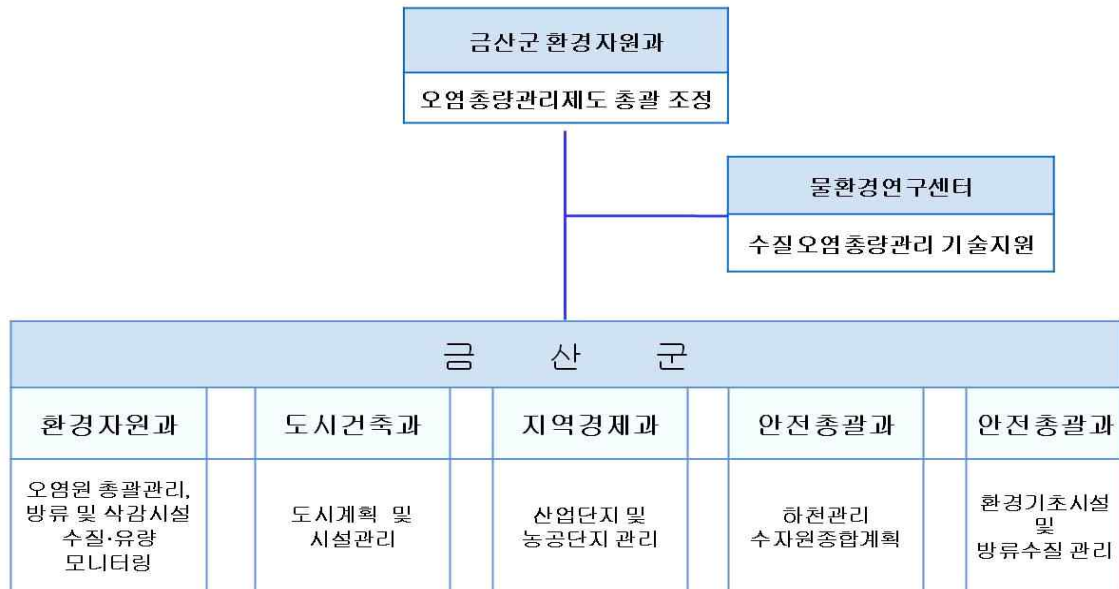 금산군 환경자원과
오염총량관리제도 총괄 조정
물환경연구센터
수질오염총량관리 기술지원
금 산 군
환경자원과
도시건축과
지역경제과
안전총괄과
안전총괄과
오염원 총괄관리,
방류 및 삭감시설
수질·유량
모니터링
도시계획 및
시설관리
산업단지 및
농공단지 관리
하천관리
수자원종합계획
환경기초시설
및
방류수질 관리